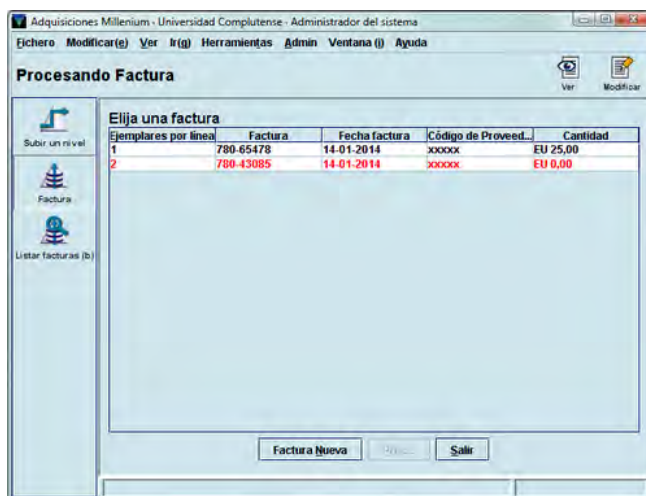 Adquisiciones Millenium - Universidad Complutense - Administrador del sistema
Fichero Modificar(e) Ver Ir(q) Herramientas Admin Ventana (j) Ayuda
Procesando Factura
Ver Modificar
Subir un nivel
Factura
Listar facturas (b)
Elija una factura
Ejemplares por línea Factura Fecha factura Código de Proveed... Cantidad
1 780-65478 14-01-2014 xxxxx EU 25,00
2 780-43085 14-01-2014 xxxxx EU 0,00
Factura Nueva Salir